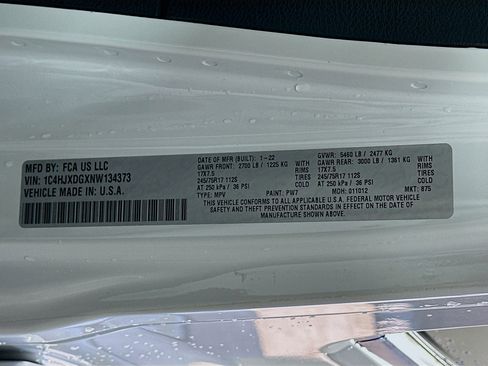 MFD BY: FCA US LLC
VIN: 1C4HJXDGXNW134373
VEHICLE MADE IN: U.S.A.
DATE OF MFR (BUILT): 1-22
GAWR FRONT: 2700 LB / 1225 KG
17X7.5 RIMS
245/75R17 112S TIRES
AT 250 kPa / 36 PSI COLD
TYPE: MPV PAINT: PW7
GVWR: 5460 LB / 2477 KG
GAWR REAR: 3000 LB / 1361 KG
17X7.5 RIMS
245/75R17 112S TIRES
AT 250 kPa / 36 PSI COLD
MDH: 011012 MKT: 875
THIS VEHICLE CONFORMS TO ALL APPLICABLE U.S.A. FEDERAL MOTOR VEHICLE
SAFETY AND THEFT PREVENTION STANDARDS IN EFFECT ON THE DATE OF
MANUFACTURE SHOWN ABOVE.